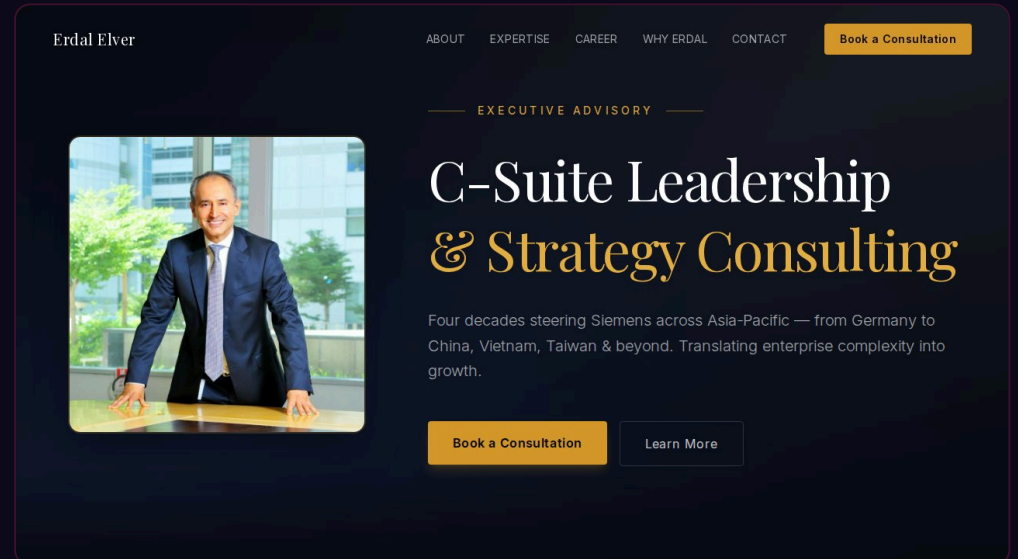 Erdal Elver
ABOUT
EXPERTISE
CAREER
WHY ERDAL
CONTACT
Book a Consultation
EXECUTIVE ADVISORY
C-Suite Leadership
& Strategy Consulting
Four decades steering Siemens across Asia-Pacific — from Germany to
China, Vietnam, Taiwan & beyond. Translating enterprise complexity into
growth.
Book a Consultation
Learn More